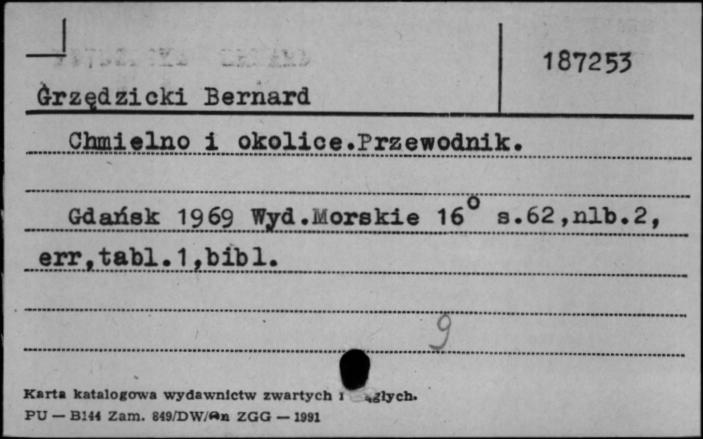 187253
Grzędzicki Bernard
Chmielno i okolice.Przewodnik.
Gdańsk 1969 Wyd.Morskie 16° s.62,nlb.2,
err,tabl.1,bibl.
9
Karta katalogowa wydawnictw zwartych i
PU — B144 Zam. 849/DW/An ZGG — 1991